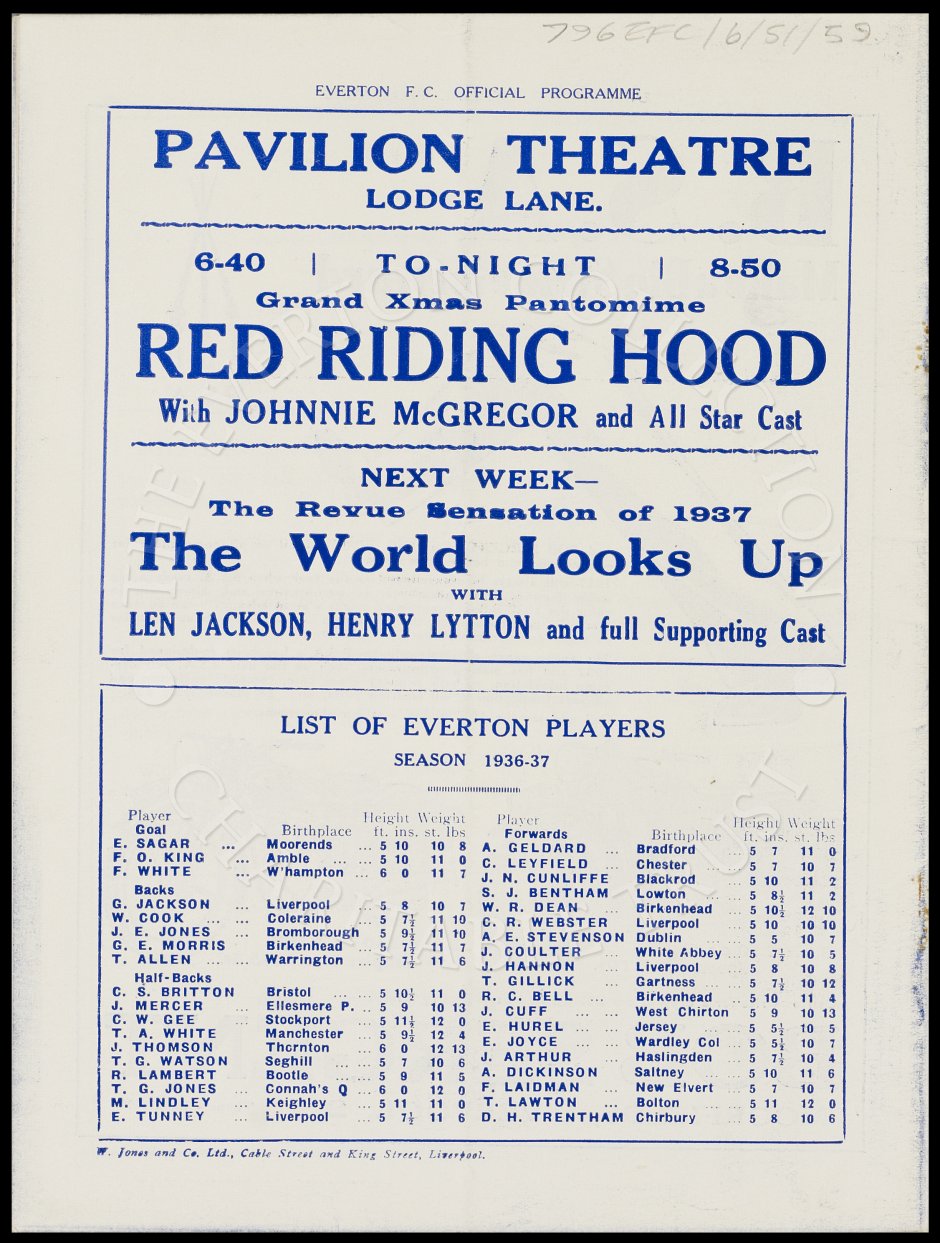 796 EFC/6/51/59
EVERTON F.C. OFFICIAL PROGRAMME
PAVILION THEATRE
LODGE LANE.
6-40 | TO-NIGHT | 8-50
Grand Xmas Pantomime
RED RIDING HOOD
With JOHNNIE McGREGOR and All Star Cast
NEXT WEEK—
The Revue Sensation of 1937
The World Looks Up
WITH
LEN JACKSON, HENRY LYTTON and full Supporting Cast
LIST OF EVERTON PLAYERS
SEASON 1936-37
Player Birthplace Height ft. ins. Weight st. lbs
Goal
E. SAGAR ... Moorends ... 5 10 10 8
F. O. KING ... Amble ... ... 5 10 11 0
F. WHITE ... W'hampton ... 6 0 11 7
Backs
G. JACKSON ... Liverpool ... 5 8 10 7
W. COOK ... ... Coleraine ... 5 7½ 11 10
J. E. JONES ... Bromborough ... 5 9½ 11 10
G. E. MORRIS Birkenhead ... 5 7½ 11 7
T. ALLEN ... ... Warrington ... 5 7½ 11 6
Half-Backs
C. S. BRITTON Bristol ... ... 5 10½ 11 0
J. MERCER ... Ellesmere P. ... 5 9 10 13
C. W. GEE ... Stockport ... 5 11½ 12 0
T. A. WHITE ... Manchester ... 5 9½ 12 4
J. THOMSON Thornton ... 6 0 12 13
T. G. WATSON Seghill ... ... 5 7 10 6
R. LAMBERT ... Bootle ... ... 5 9 11 5
T. G. JONES ... Connah's Q ... 6 0 12 0
M. LINDLEY ... Keighley ... 5 11 11 0
E. TUNNEY ... Liverpool ... 5 7½ 11 6
Player Birthplace Height ft. ins. Weight st. lbs
Forwards
A. GELDARD ... Bradford ... 5 7 11 0
C. LEYFIELD ... Chester ... 5 7 10 7
J. N. CUNLIFFE Blackrod ... 5 10 11 2
S. J. BENTHAM Lowton ... 5 8½ 11 2
W. R. DEAN ... Birkenhead ... 5 10½ 12 10
C. R. WEBSTER Liverpool ... 5 10 10 10
A. E. STEVENSON Dublin ... ... 5 5 10 7
J. COULTER ... White Abbey ... 5 7½ 10 5
J. HANNON ... Liverpool ... 5 8 10 8
T. GILLICK ... Gartness ... 5 7½ 10 12
R. C. BELL ... Birkenhead ... 5 10 11 4
J. CUFF ... ... West Chirton 5 9 10 13
E. HUREL ... ... Jersey ... ... 5 5½ 10 5
E. JOYCE ... ... Wardley Col ... 5 5½ 10 7
J. ARTHUR ... Haslingden ... 5 7½ 10 4
A. DICKINSON Saltney ... 5 10 11 6
F. LAIDMAN ... New Elvert ... 5 7 10 7
T. LAWTON ... Bolton ... ... 5 11 12 0
D. H. TRENTHAM Chirbury ... 5 8 10 6
W. Jones and Co. Ltd., Cable Street and King Street, Liverpool.
THE EVERTON COLLECTION
CHARITABLE TRUST